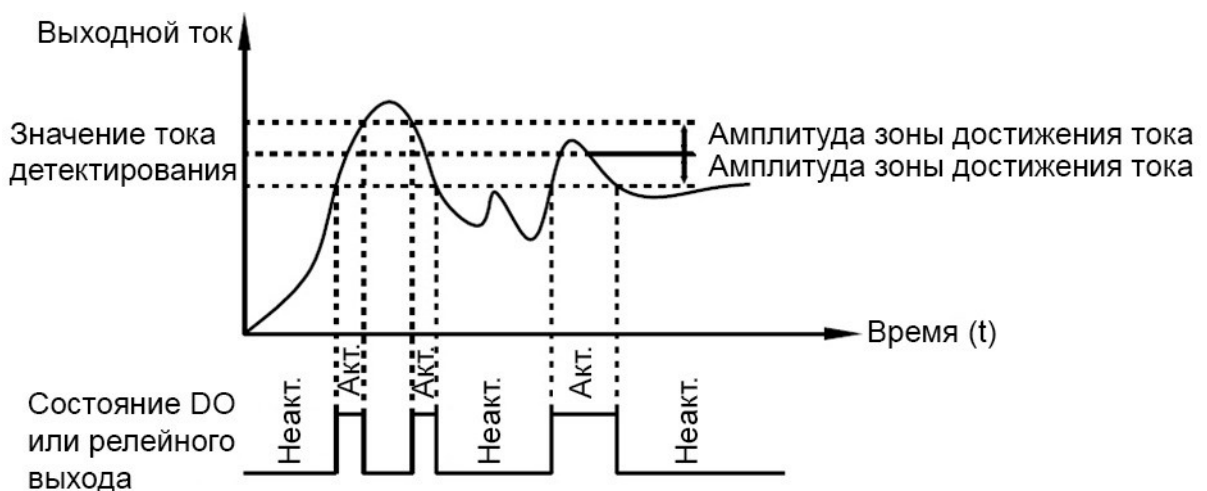 Выходной ток
Значение тока
детектирования
Амплитуда зоны достижения тока
Амплитуда зоны достижения тока
Время (t)
Состояние DO
или релейного
выхода
Неакт.
Акт.
Акт.
Неакт.
Акт.
Неакт.